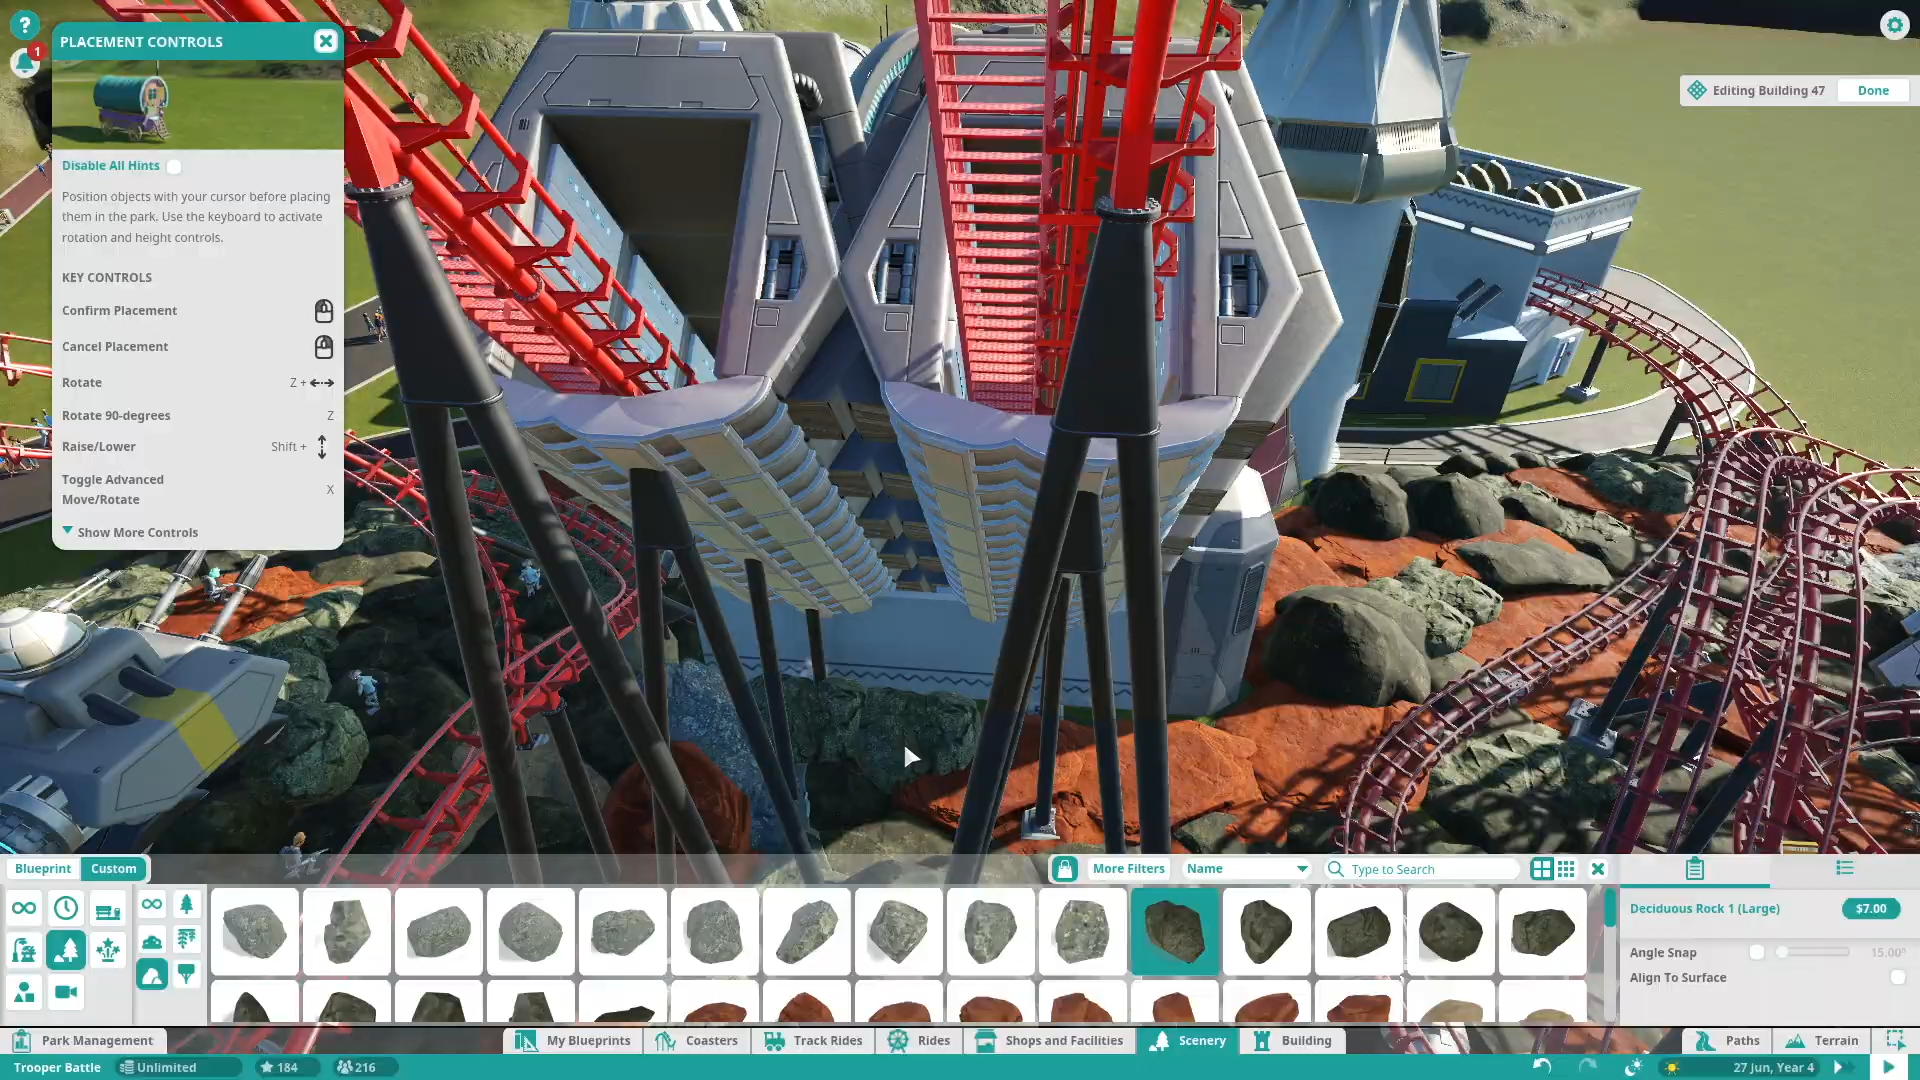 ?
1
PLACEMENT CONTROLS
Disable All Hints
Position objects with your cursor before placing
them in the park. Use the keyboard to activate
rotation and height controls.
KEY CONTROLS
Confirm Placement
Cancel Placement
Rotate Z +
Rotate 90-degrees Z
Raise/Lower Shift +
Toggle Advanced
Move/Rotate X
Show More Controls
Editing Building 47 Done
Blueprint Custom
More Filters Name Type to Search
Deciduous Rock 1 (Large) $7.00
Angle Snap 15.00°
Align To Surface
Park Management My Blueprints Coasters Track Rides Rides Shops and Facilities Scenery Building Paths Terrain
Trooper Battle Unlimited 184 216 27 Jun, Year 4